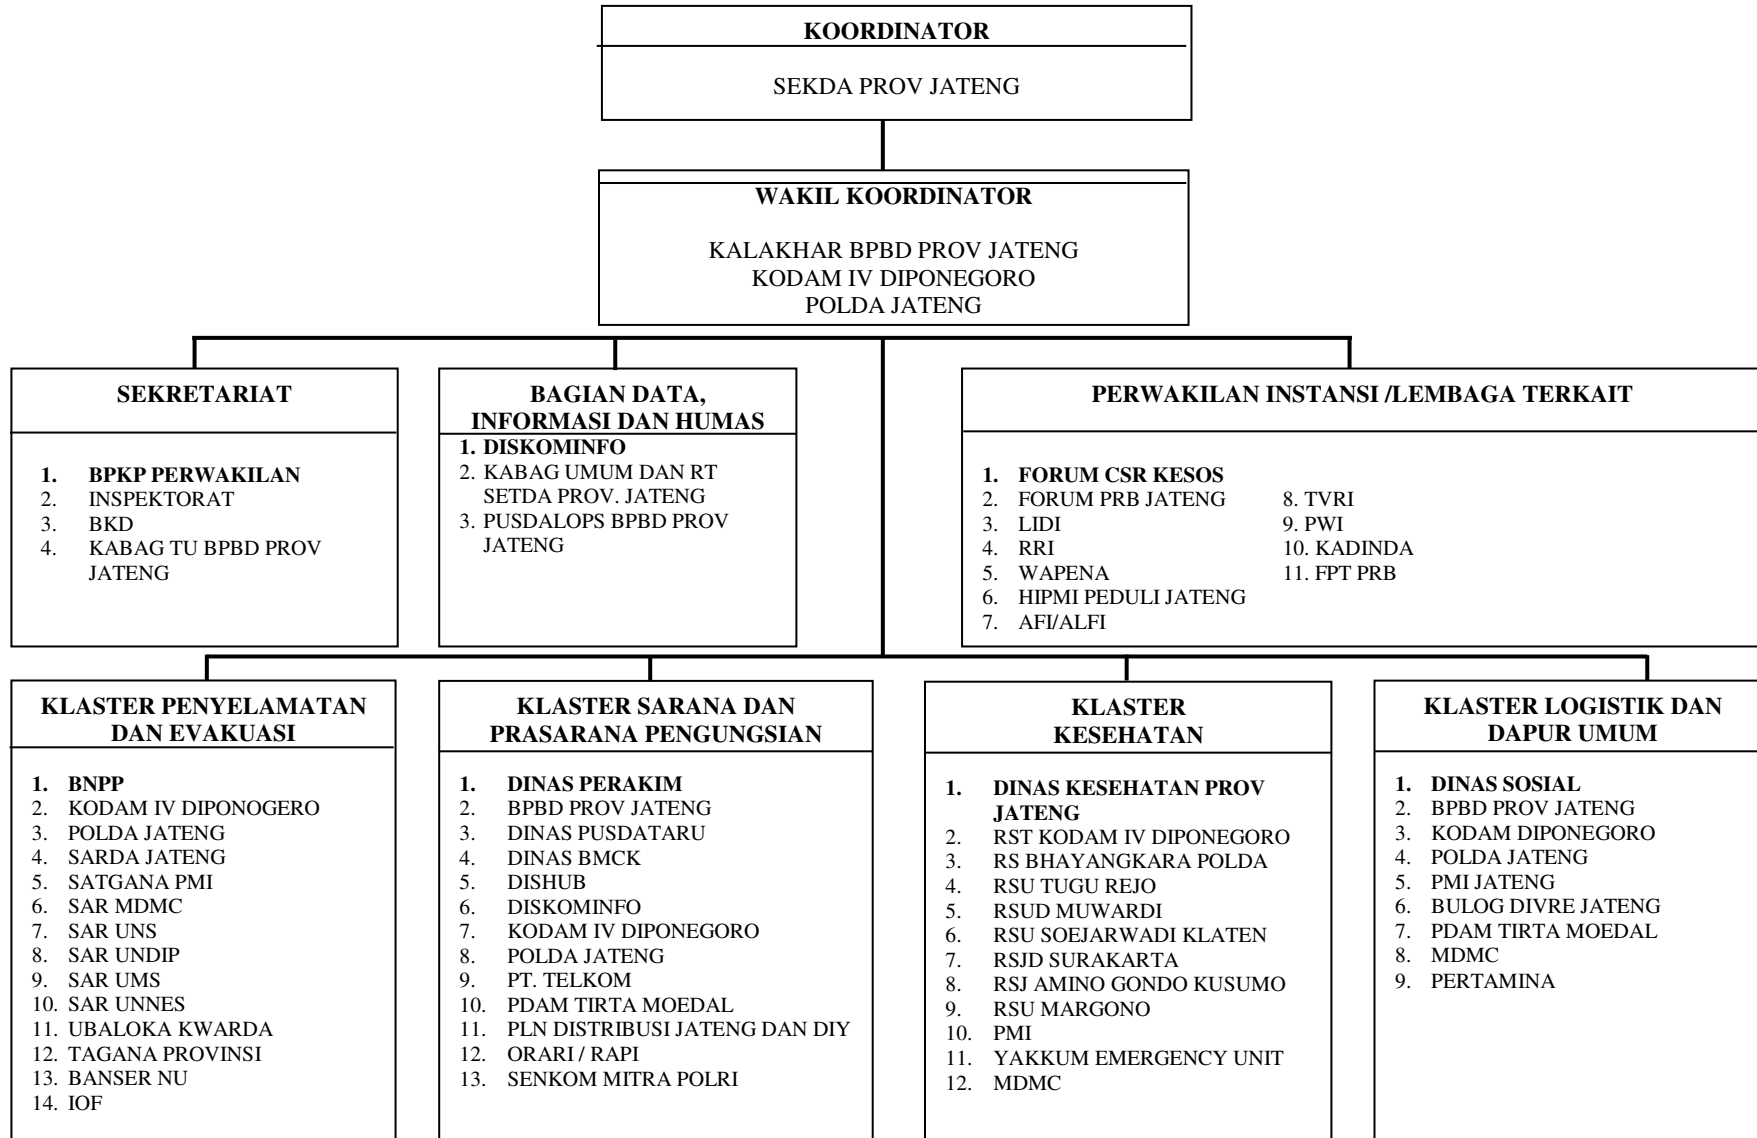 KOORDINATOR
SEKDA PROV JATENG
WAKIL KOORDINATOR
KALAKHAR BPBD PROV JATENG
KODAM IV DIPONEGORO
POLDA JATENG
SEKRETARIAT
1. BPKP PERWAKILAN
2. INSPEKTORAT
3. BKD
4. KABAG TU BPBD PROV
JATENG
BAGIAN DATA,
INFORMASI DAN HUMAS
1. DISKOMINFO
2. KABAG UMUM DAN RT
SETDA PROV. JATENG
3. PUSDALOPS BPBD PROV
JATENG
PERWAKILAN INSTANSI /LEMBAGA TERKAIT
1. FORUM CSR KESOS
2. FORUM PRB JATENG
3. LIDI
4. RRI
5. WAPENA
6. HIPMI PEDULI JATENG
7. AFI/ALFI
8. TVRI
9. PWI
10. KADINDA
11. FPT PRB
KLASTER PENYELAMATAN
DAN EVAKUASI
1. BNPP
2. KODAM IV DIPONOGERO
3. POLDA JATENG
4. SARDA JATENG
5. SATGANA PMI
6. SAR MDMC
7. SAR UNS
8. SAR UNDIP
9. SAR UMS
10. SAR UNNES
11. UBALOKA KWARDA
12. TAGANA PROVINSI
13. BANSER NU
14. IOF
KLASTER SARANA DAN
PRASARANA PENGUNGSIAN
1. DINAS PERAKIM
2. BPBD PROV JATENG
3. DINAS PUSDATARU
4. DINAS BMCK
5. DISHUB
6. DISKOMINFO
7. KODAM IV DIPONEGORO
8. POLDA JATENG
9. PT. TELKOM
10. PDAM TIRTA MOEDAL
11. PLN DISTRIBUSI JATENG DAN DIY
12. ORARI / RAPI
13. SENKOM MITRA POLRI
KLASTER
KESEHATAN
1. DINAS KESEHATAN PROV
JATENG
2. RST KODAM IV DIPONEGORO
3. RS BHAYANGKARA POLDA
4. RSU TUGU REJO
5. RSUD MUWARDI
6. RSU SOEJARWADI KLATEN
7. RSJD SURAKARTA
8. RSJ AMINO GONDO KUSUMO
9. RSU MARGONO
10. PMI
11. YAKKUM EMERGENCY UNIT
12. MDMC
KLASTER LOGISTIK DAN
DAPUR UMUM
1. DINAS SOSIAL
2. BPBD PROV JATENG
3. KODAM DIPONEGORO
4. POLDA JATENG
5. PMI JATENG
6. BULOG DIVRE JATENG
7. PDAM TIRTA MOEDAL
8. MDMC
9. PERTAMINA